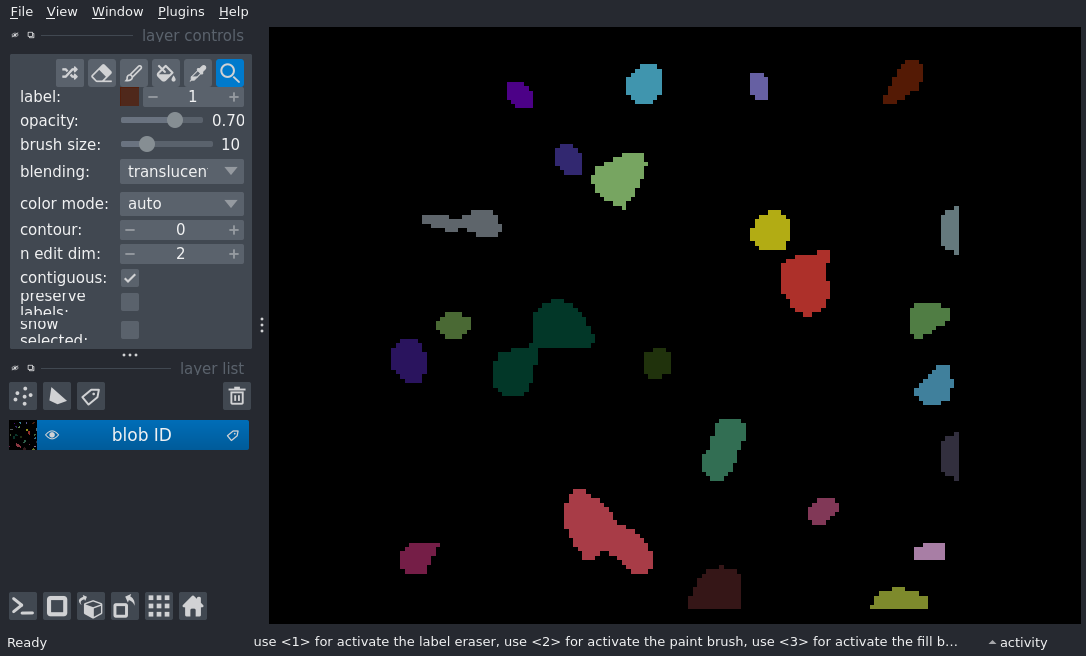 File View Window Plugins Help
layer controls
label: 1
opacity: 0.70
brush size: 10
blending: translucen
color mode: auto
contour: 0
n edit dim: 2
contiguous:
preserve
labels:
show
selected:
layer list
blob ID
Ready use <1> for activate the label eraser, use <2> for activate the paint brush, use <3> for activate the fill b... activity